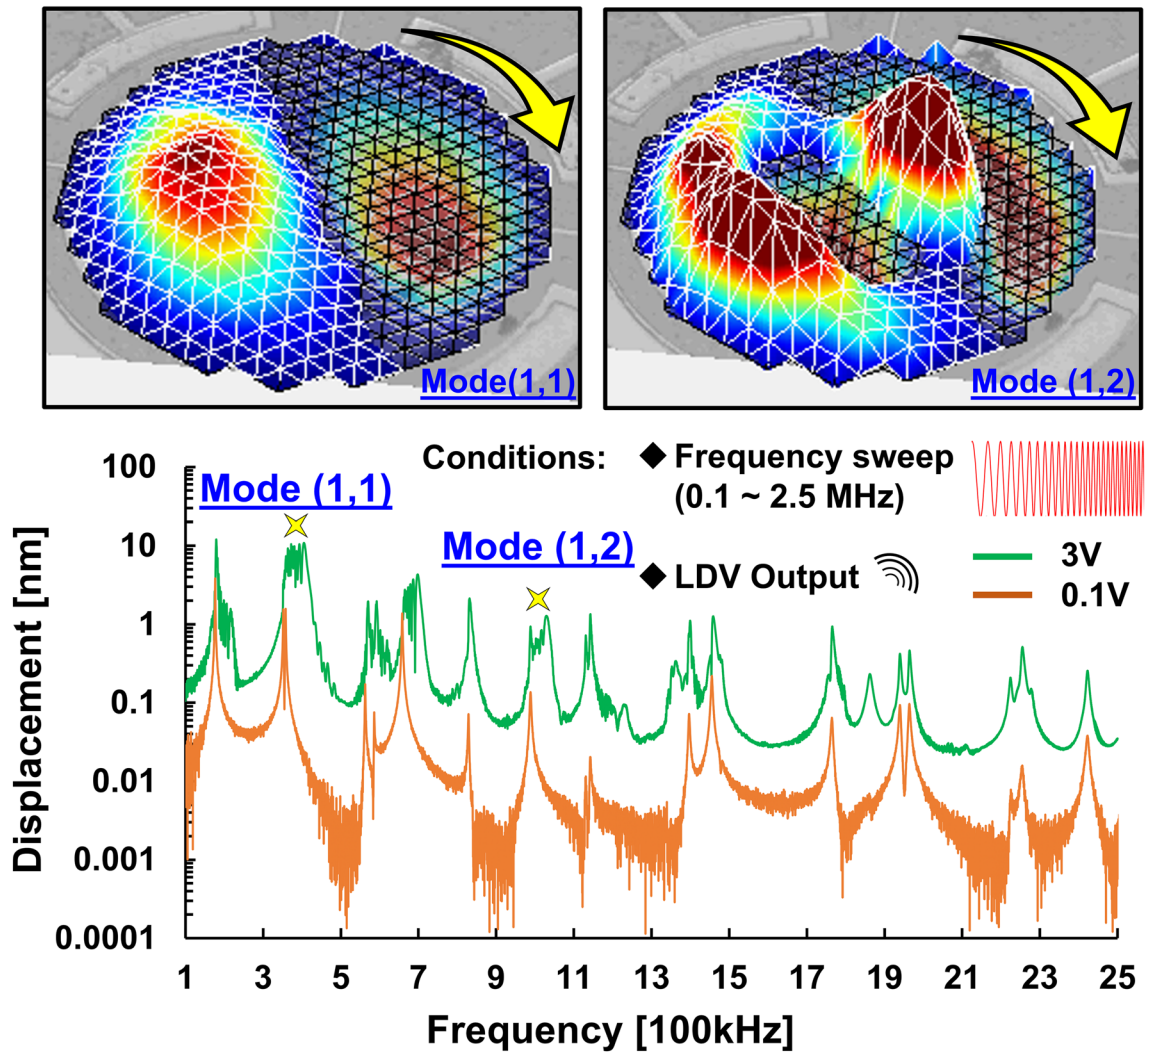 Mode(1,1)
Mode (1,2)
Conditions:
Frequency sweep
(0.1 ~ 2.5 MHz)
LDV Output
3V
0.1V
Mode (1,1)
Mode (1,2)
Displacement [nm]
100
10
1
0.1
0.01
0.001
0.0001
1 3 5 7 9 11 13 15 17 19 21 23 25
Frequency [100kHz]